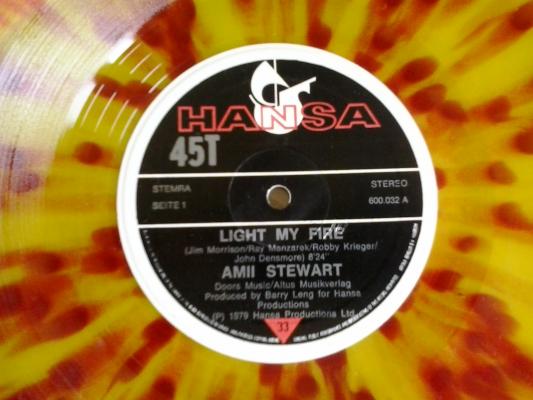 HANSA
45T
STEMRA
STEREO
SEITE 1
600.032 A
LIGHT MY FIRE
(Jim Morrison/Ray Manzarek/Robby Krieger/
John Densmore) 8'24"
AMII STEWART
Doors Music/Altus Musikverlag
Produced by Barry Leng for Hansa
Productions
(P) 1979 Hansa Productions Ltd.
33